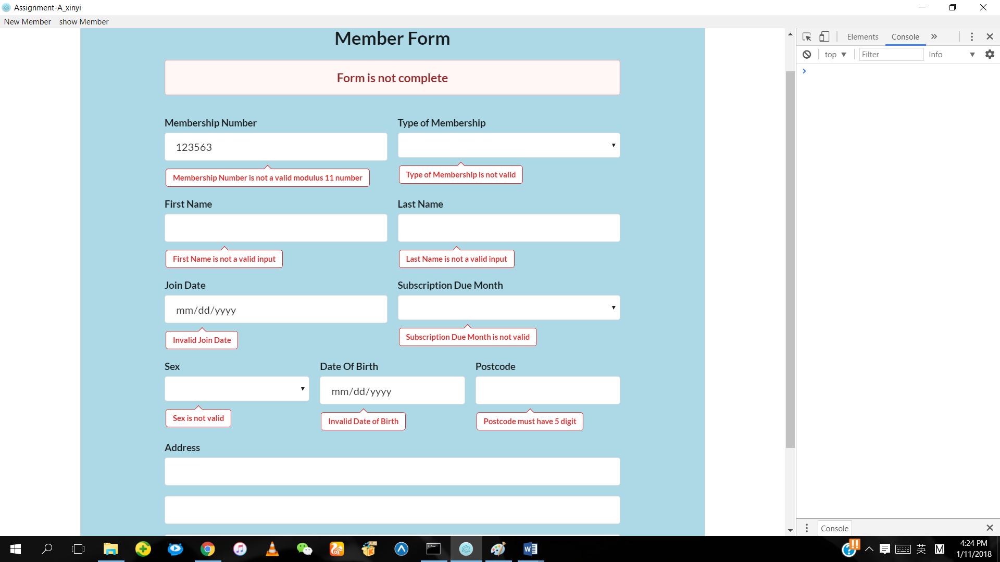 Assignment-A_xinyi
New Member show Member
Member Form
Form is not complete
Membership Number Type of Membership
123563
Membership Number is not a valid modulus 11 number Type of Membership is not valid
First Name Last Name
First Name is not a valid input Last Name is not a valid input
Join Date Subscription Due Month
mm/dd/yyyy
Invalid Join Date Subscription Due Month is not valid
Sex Date Of Birth Postcode
mm/dd/yyyy
Sex is not valid Invalid Date of Birth Postcode must have 5 digit
Address
Elements Console
top Filter Info
Console
英 M
4:24 PM
1/11/2018